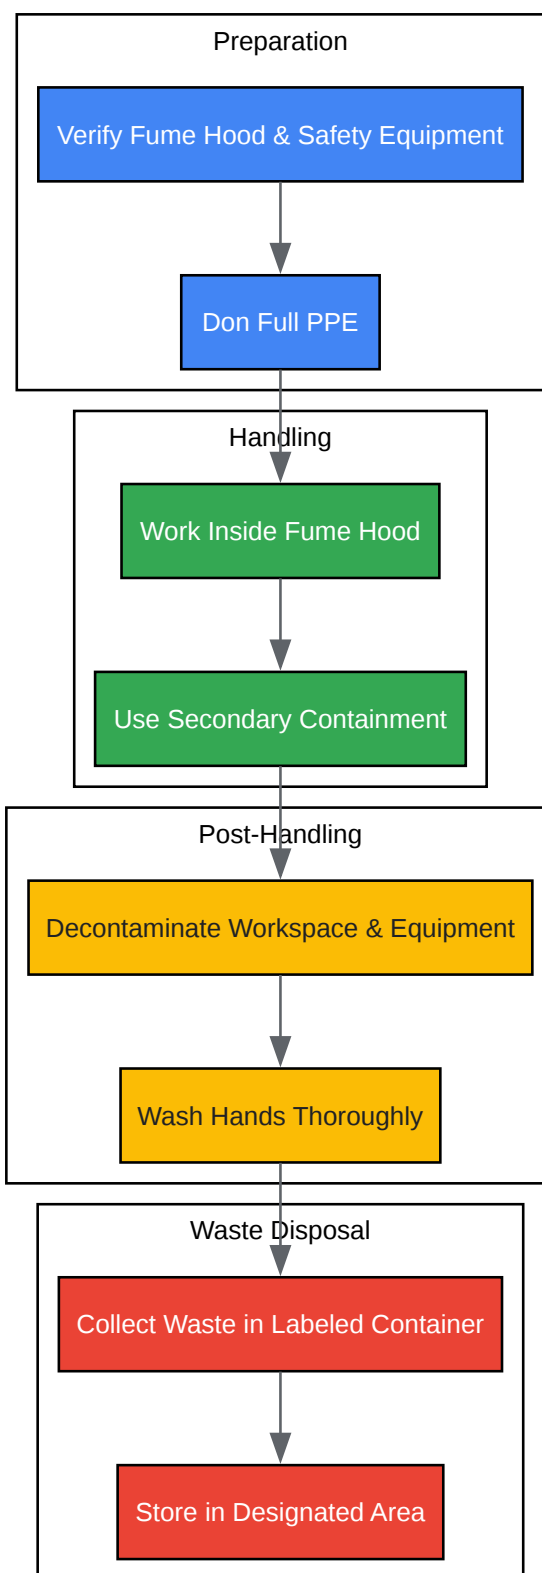 Preparation
Verify Fume Hood & Safety Equipment
Don Full PPE
Handling
Work Inside Fume Hood
Use Secondary Containment
Post-Handling
Decontaminate Workspace & Equipment
Wash Hands Thoroughly
Waste Disposal
Collect Waste in Labeled Container
Store in Designated Area